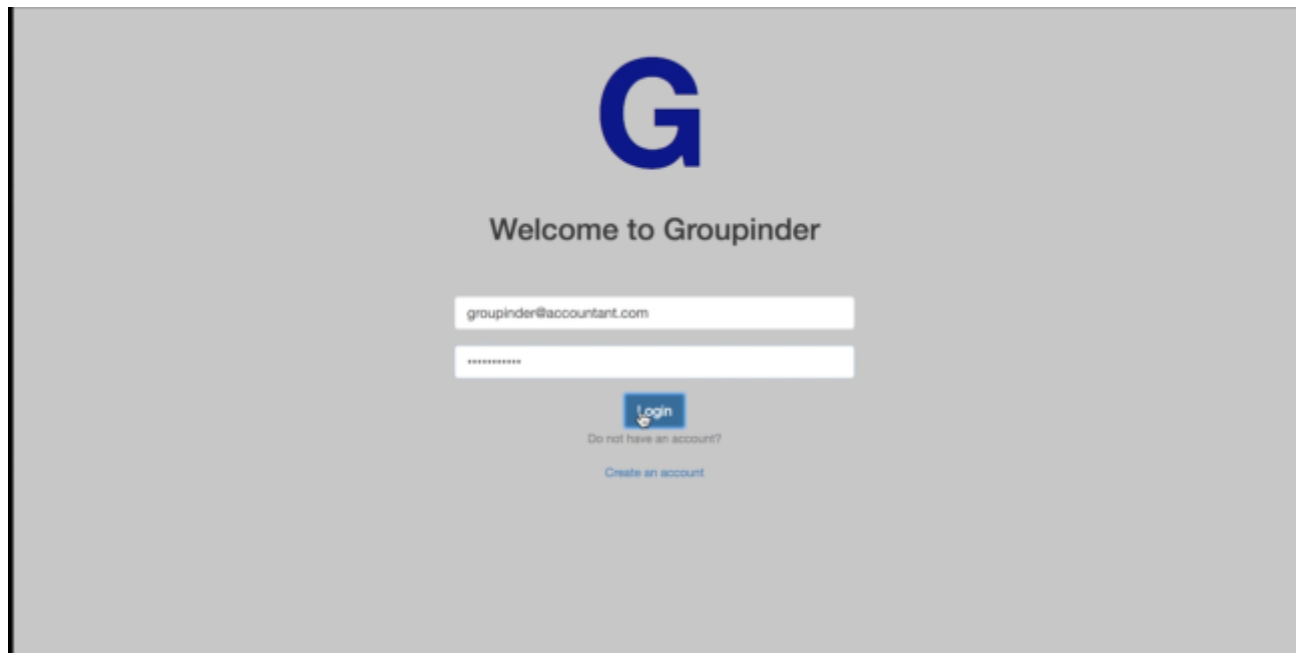 G
Welcome to Groupinder
groupinder@accountant.com
•••••••••••
Login
Do not have an account?
Create an account